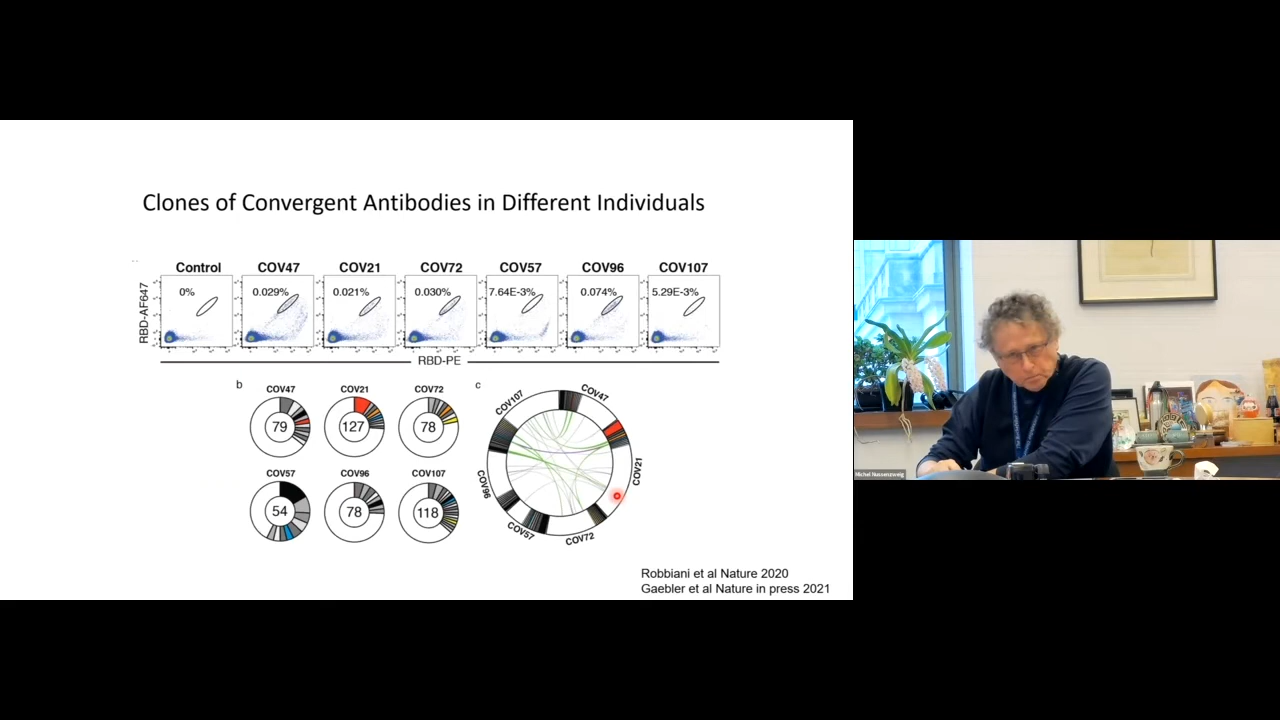 Clones of Convergent Antibodies in Different Individuals
Control COV47 COV21 COV72 COV57 COV96 COV107
RBD-AF647
0% 0.029% 0.021% 0.030% 7.64E-3% 0.074% 5.29E-3%
RBD-PE
b
COV47 COV21 COV72
79 127 78
COV57 COV96 COV107
54 78 118
c
COV47
COV107
COV21
COV96
COV57
COV72
Robbiani et al Nature 2020
Gaebler et al Nature in press 2021
Michel Nussenzweig